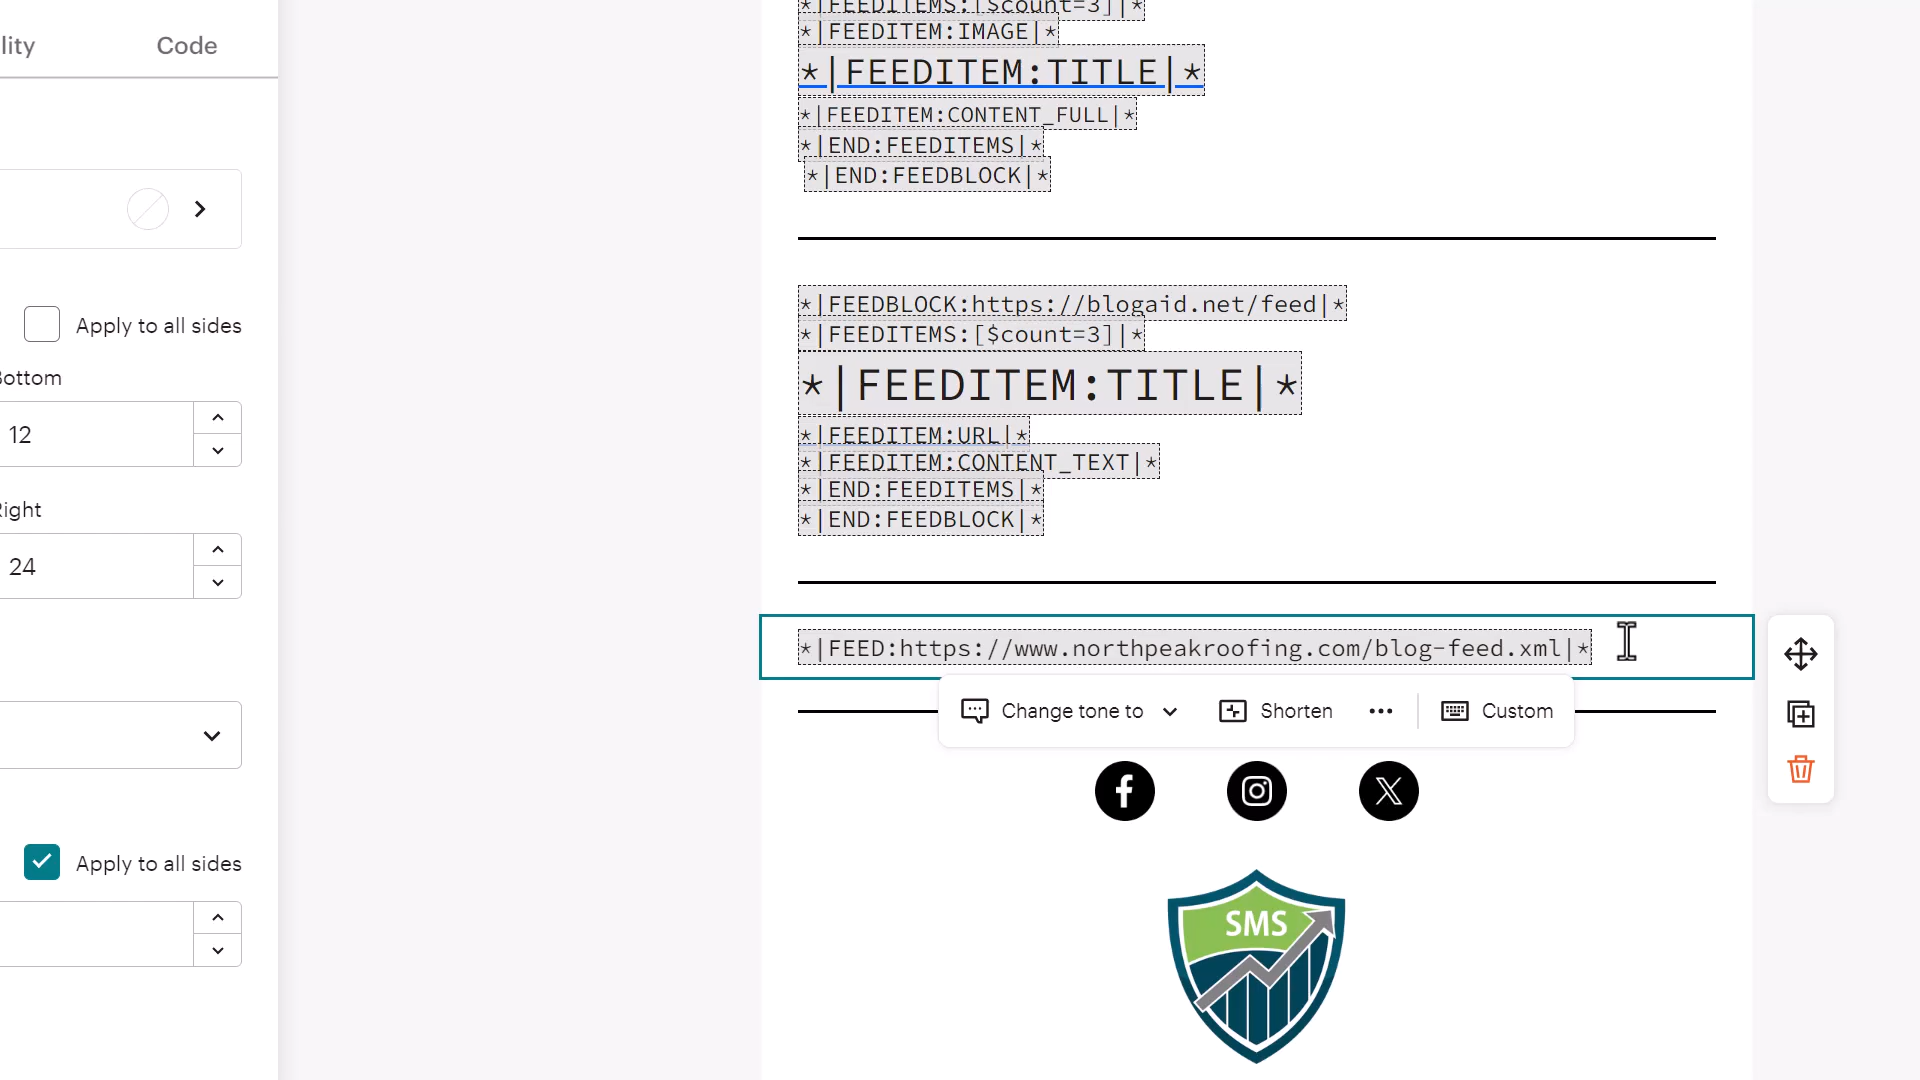 lity
Code
Apply to all sides
Bottom
12
Right
24
Apply to all sides
*|FEEDITEMS:[$count=3]|*
*|FEEDITEM:IMAGE|*
*|FEEDITEM:TITLE|*
*|FEEDITEM:CONTENT_FULL|*
*|END:FEEDITEMS|*
*|END:FEEDBLOCK|*
*|FEEDBLOCK:https://blogaid.net/feed|*
*|FEEDITEMS:[$count=3]|*
*|FEEDITEM:TITLE|*
*|FEEDITEM:URL|*
*|FEEDITEM:CONTENT_TEXT|*
*|END:FEEDITEMS|*
*|END:FEEDBLOCK|*
*|FEED:https://www.northpeakroofing.com/blog-feed.xml|*
Change tone to
Shorten
Custom
SMS